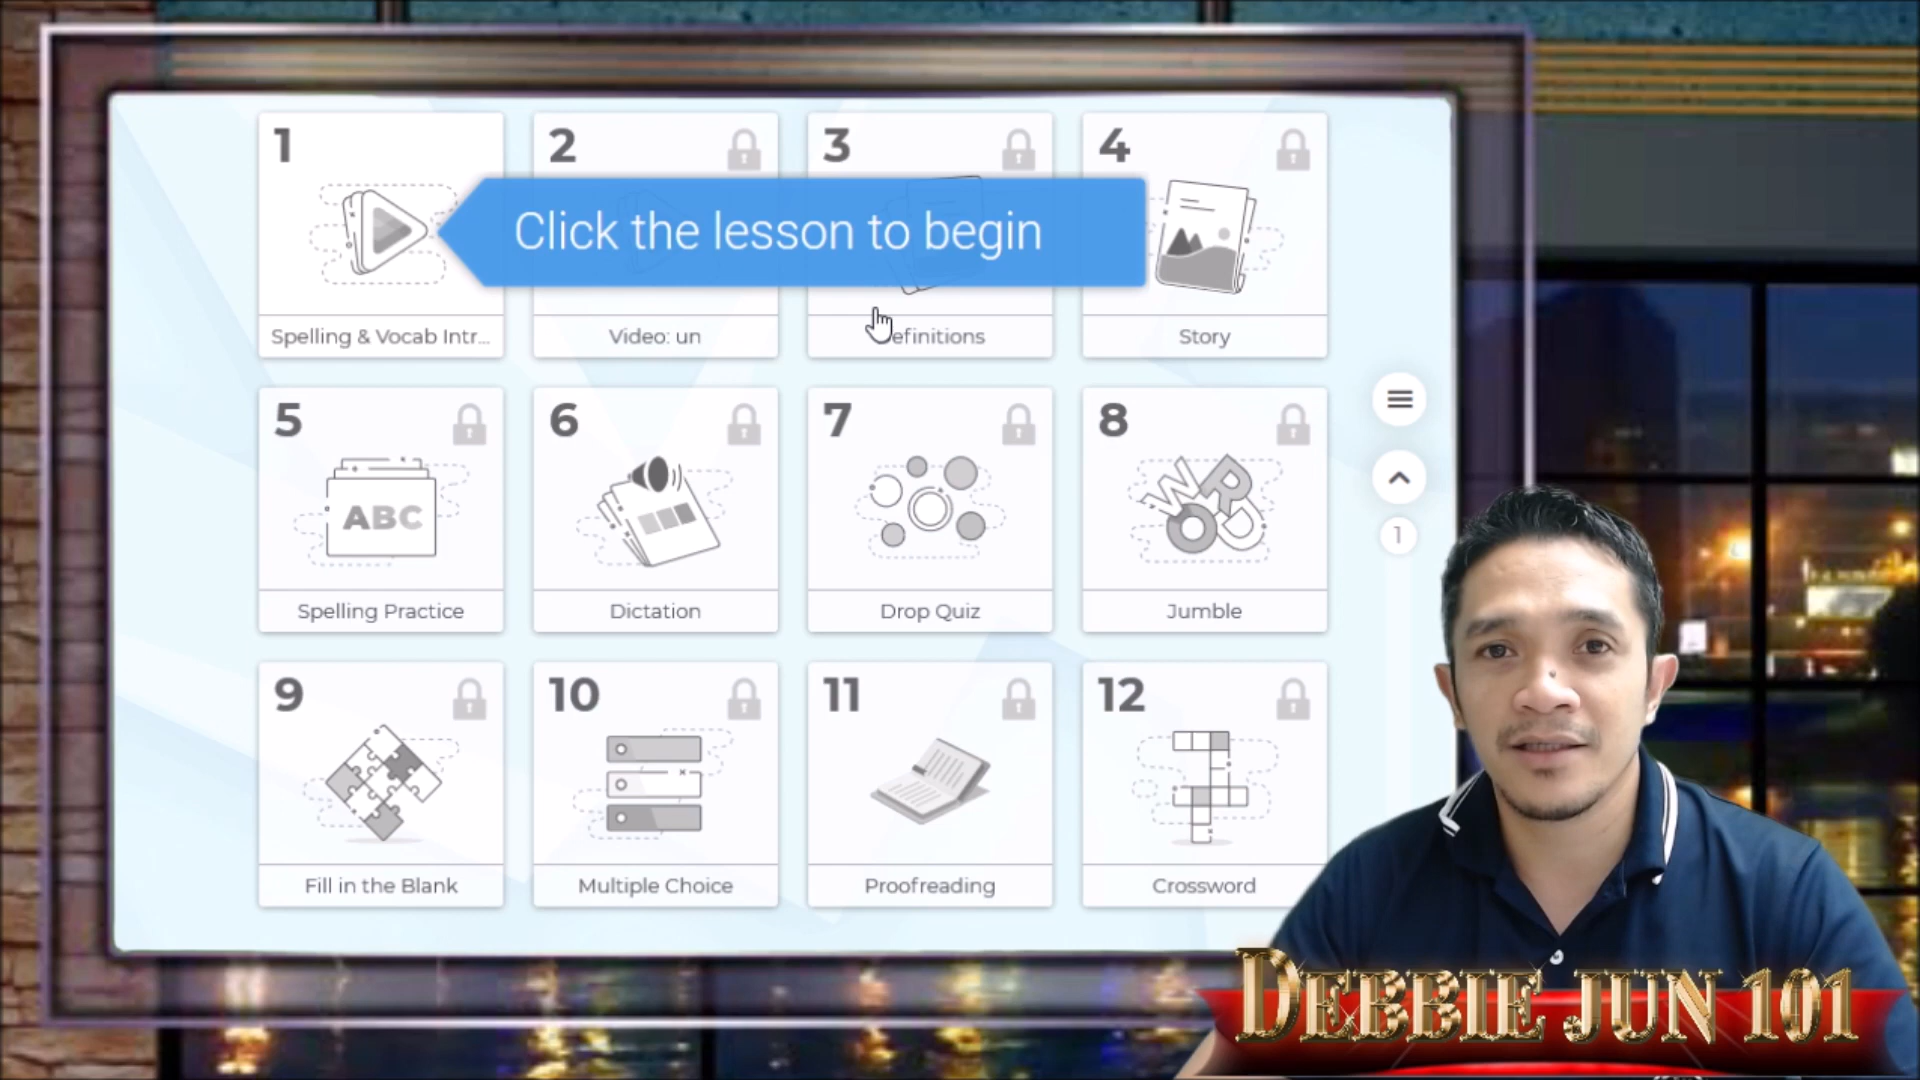 1
2
3
4
Click the lesson to begin
Spelling & Vocab Intr...
Video: un
efinitions
Story
1
5
6
7
8
ABC
WORD
Spelling Practice
Dictation
Drop Quiz
Jumble
9
10
11
12
Fill in the Blank
Multiple Choice
Proofreading
Crossword
DEBBIE JUN 101